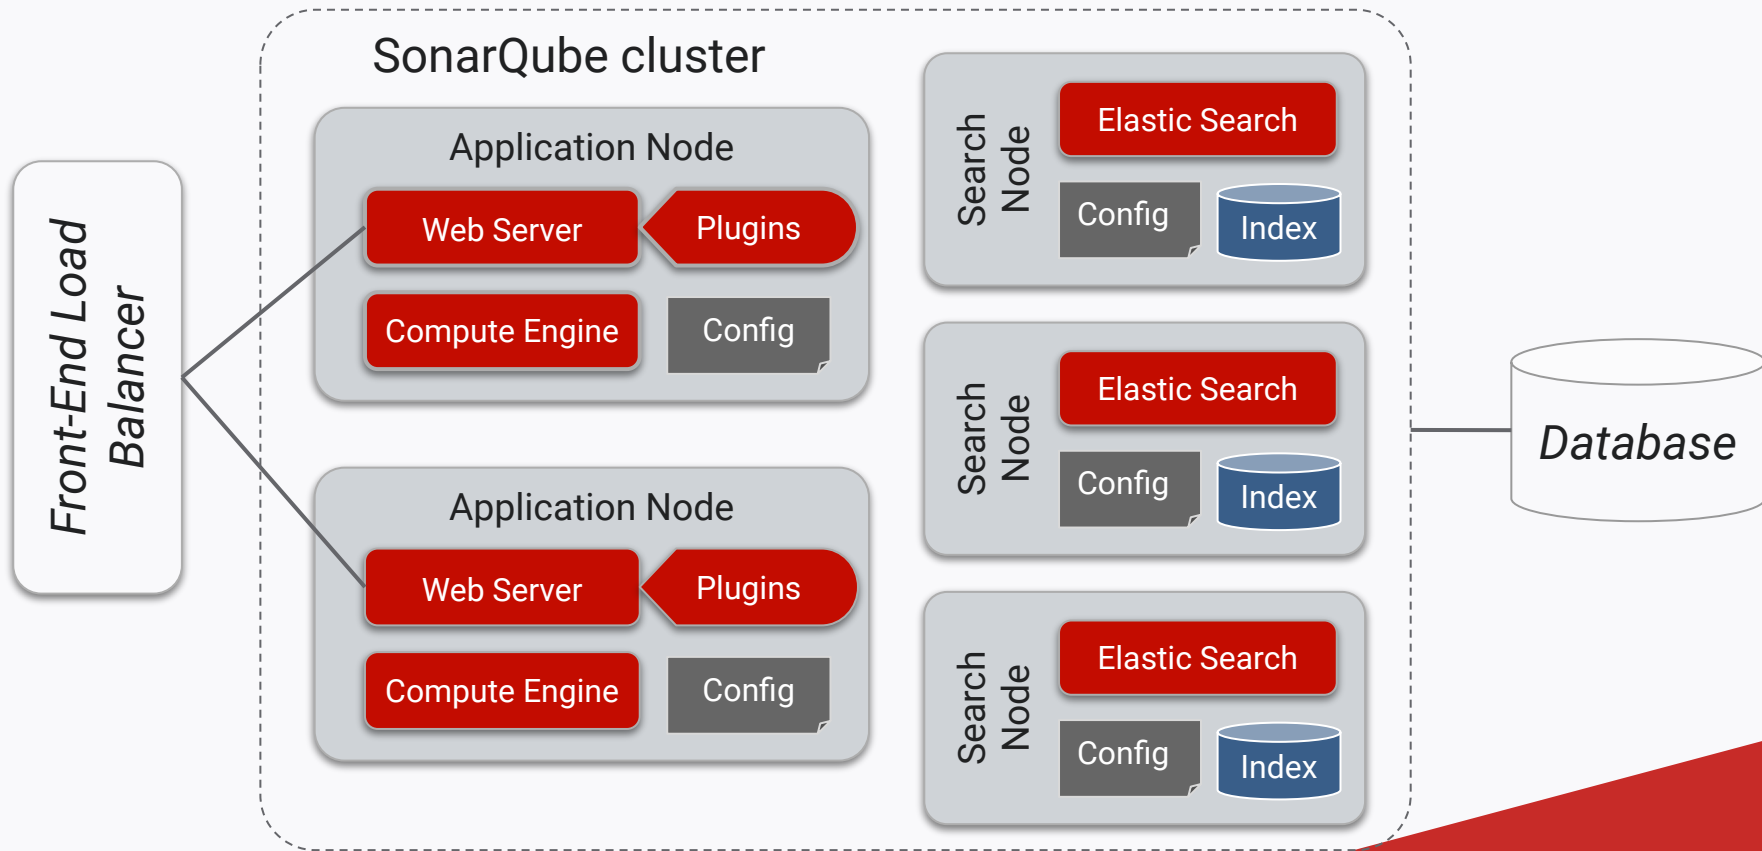 SonarQube cluster
Front-End Load
Balancer
Application Node
Web Server
Plugins
Compute Engine
Config
Application Node
Web Server
Plugins
Compute Engine
Config
Search
Node
Elastic Search
Config
Index
Search
Node
Elastic Search
Config
Index
Search
Node
Elastic Search
Config
Index
Database